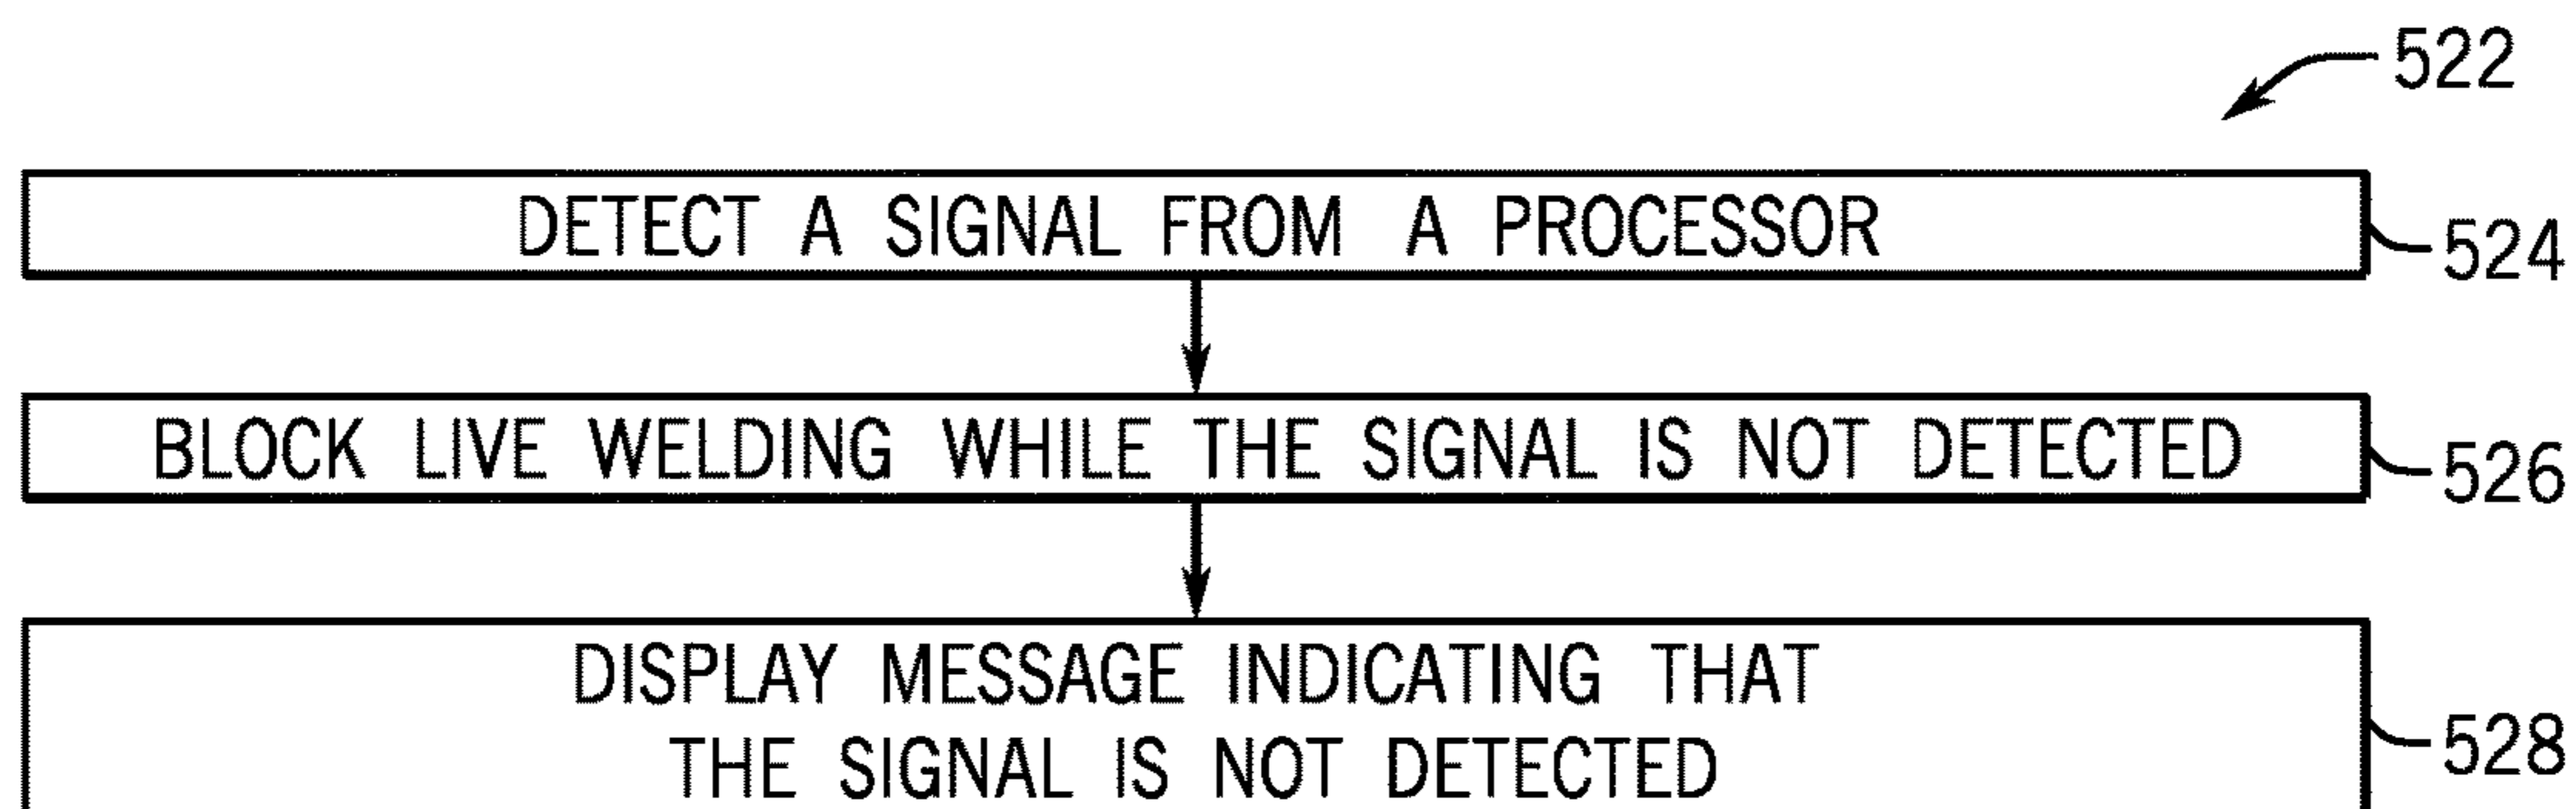 522
DETECT A SIGNAL FROM A PROCESSOR
524
BLOCK LIVE WELDING WHILE THE SIGNAL IS NOT DETECTED
526
DISPLAY MESSAGE INDICATING THAT
THE SIGNAL IS NOT DETECTED
528